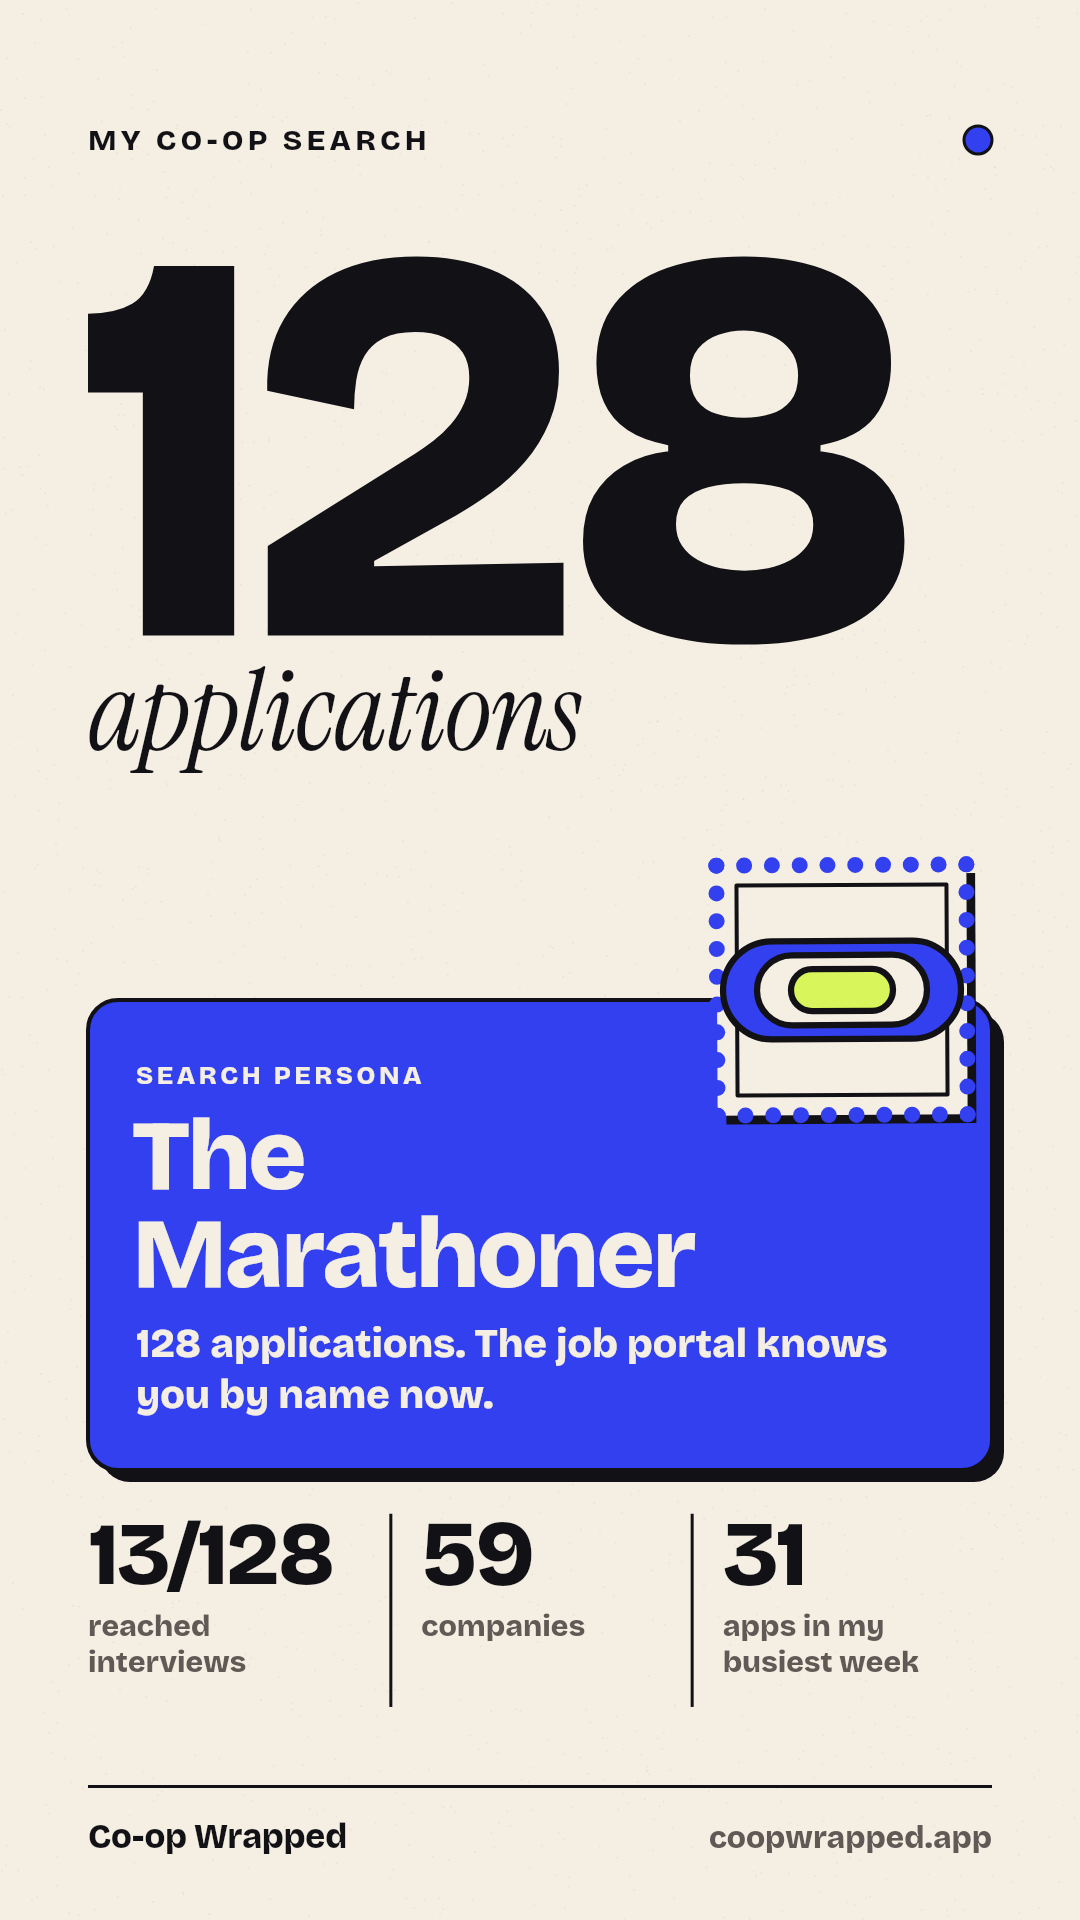 MY CO-OP SEARCH
128
applications
SEARCH PERSONA
The
Marathoner
128 applications. The job portal knows
you by name now.
13/128
reached
interviews
59
companies
31
apps in my
busiest week
Co-op Wrapped
coopwrapped.app